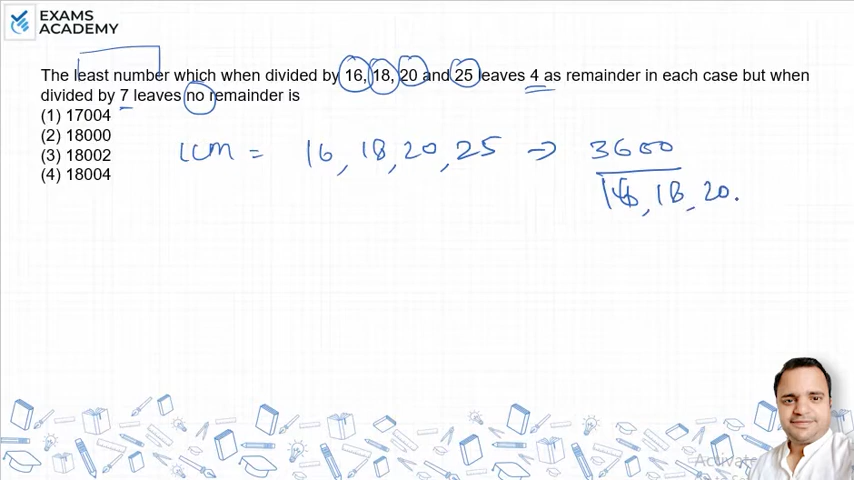 EXAMS
ACADEMY
The least number which when divided by 16, 18, 20 and 25 leaves 4 as remainder in each case but when
divided by 7 leaves no remainder is
(1) 17004
(2) 18000
(3) 18002
(4) 18004
LCM = 16, 18, 20, 25 → 3600
16, 18, 20.
Activate